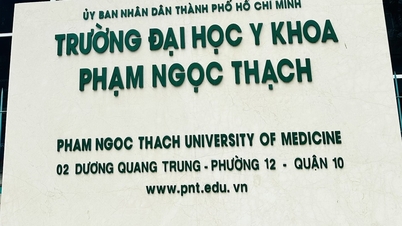 ỦY BAN NHÂN DÂN THÀNH PHỐ HỒ CHÍ MINH
TRƯỜNG ĐẠI HỌC Y KHOA
PHẠM NGỌC THẠCH
PHAM NGOC THACH UNIVERSITY OF MEDICINE
02 DƯƠNG QUANG TRUNG - PHƯỜNG 12 - QUẬN 10
www.pnt.edu.vn